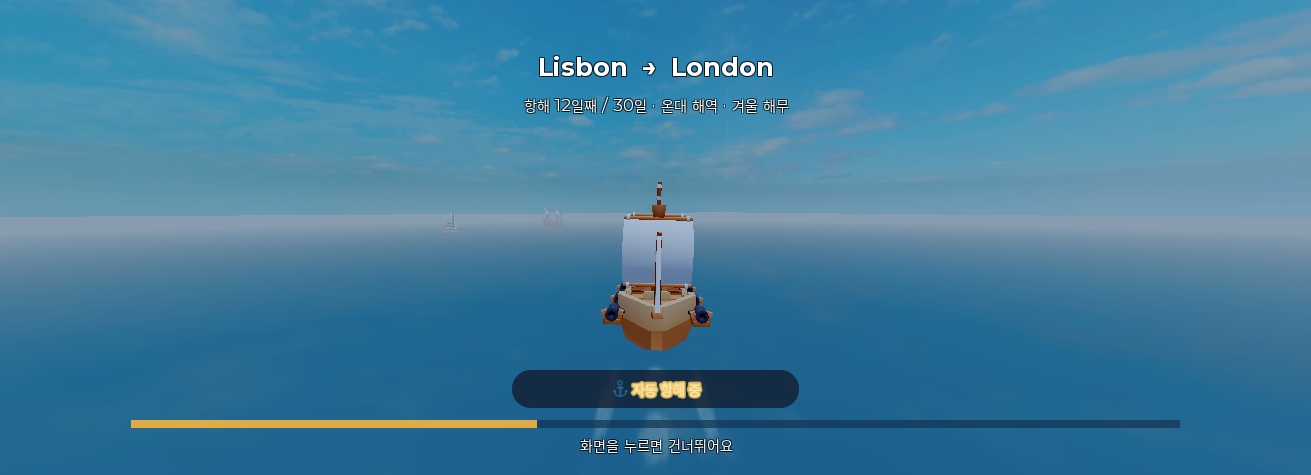 Lisbon → London
항해 12일째 / 30일 · 온대 해역 · 겨울 해무
⚓ 자동 항해 중
화면을 누르면 건너뛰어요